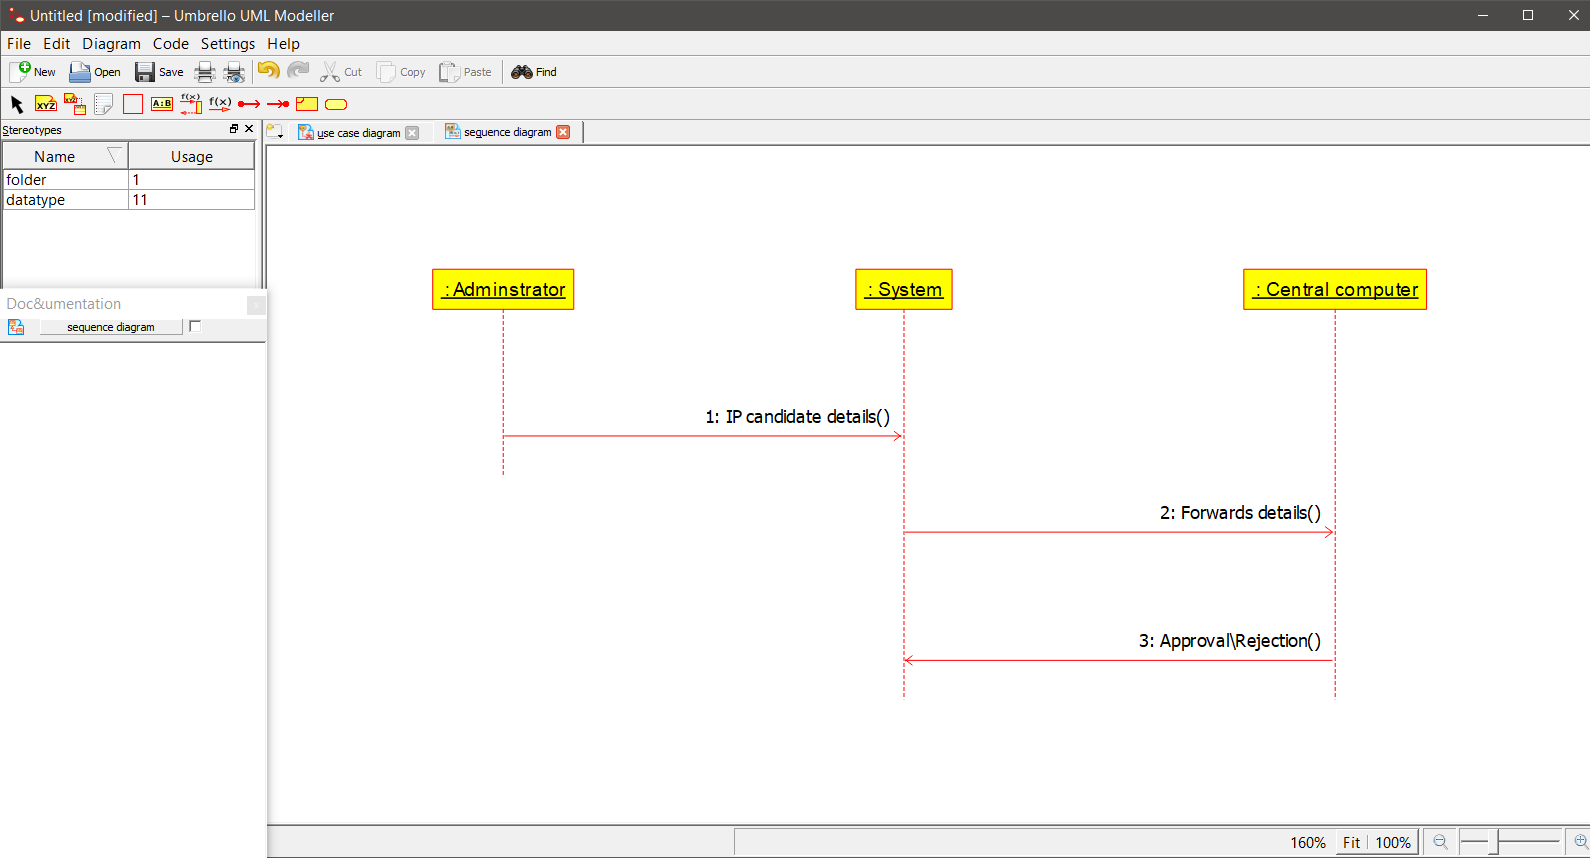 Untitled [modified] – Umbrello UML Modeller
File Edit Diagram Code Settings Help
New Open Save Cut Copy Paste Find
XYZ XYZ A:B f(x) f(x)
Stereotypes
use case diagram sequence diagram
Name Usage
folder 1
datatype 11
Doc&umentation
sequence diagram
: Adminstrator : System : Central computer
1: IP candidate details()
2: Forwards details()
3: Approval\Rejection()
160% Fit 100%